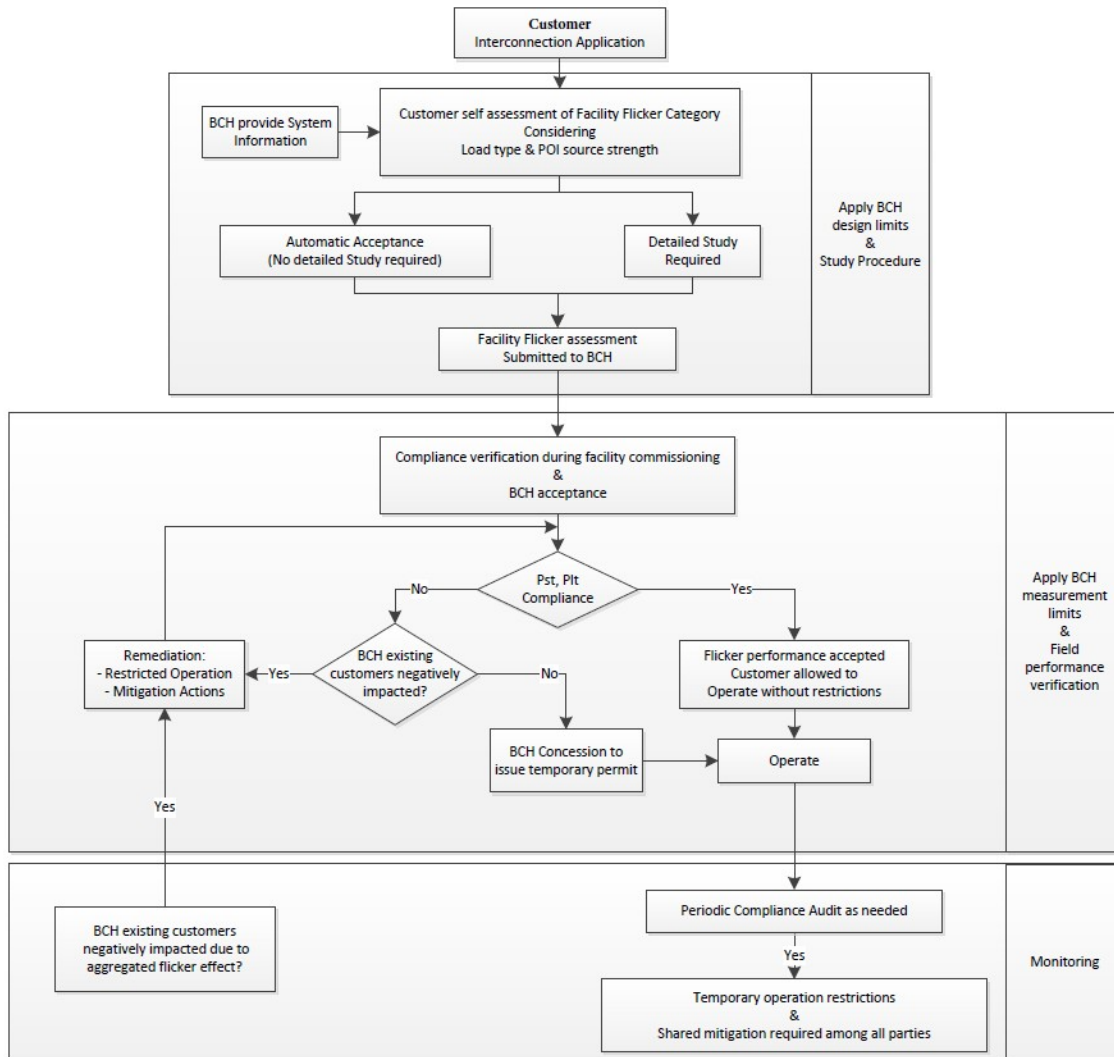 Customer
Interconnection Application
BCH provide System
Information
Customer self assessment of Facility Flicker Category
Considering
Load type & POI source strength
Automatic Acceptance
(No detailed Study required)
Detailed Study
Required
Apply BCH
design limits
&
Study Procedure
Facility Flicker assessment
Submitted to BCH
Compliance verification during facility commissioning
&
BCH acceptance
Pst, Plt
Compliance
No
Yes
Apply BCH
measurement
limits
&
Field
performance
verification
Remediation:
- Restricted Operation
- Mitigation Actions
Yes
BCH existing
customers negatively
impacted?
No
Flicker performance accepted
Customer allowed to
Operate without restrictions
BCH Concession to
issue temporary permit
Operate
Yes
BCH existing customers
negatively impacted due to
aggregated flicker effect?
Periodic Compliance Audit as needed
Yes
Temporary operation restrictions
&
Shared mitigation required among all parties
Monitoring